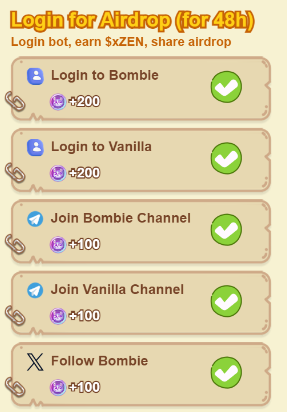 Login for Airdrop (for 48h)
Login bot, earn $xZEN, share airdrop
Login to Bombie
+200
Login to Vanilla
+200
Join Bombie Channel
+100
Join Vanilla Channel
+100
Follow Bombie
+100